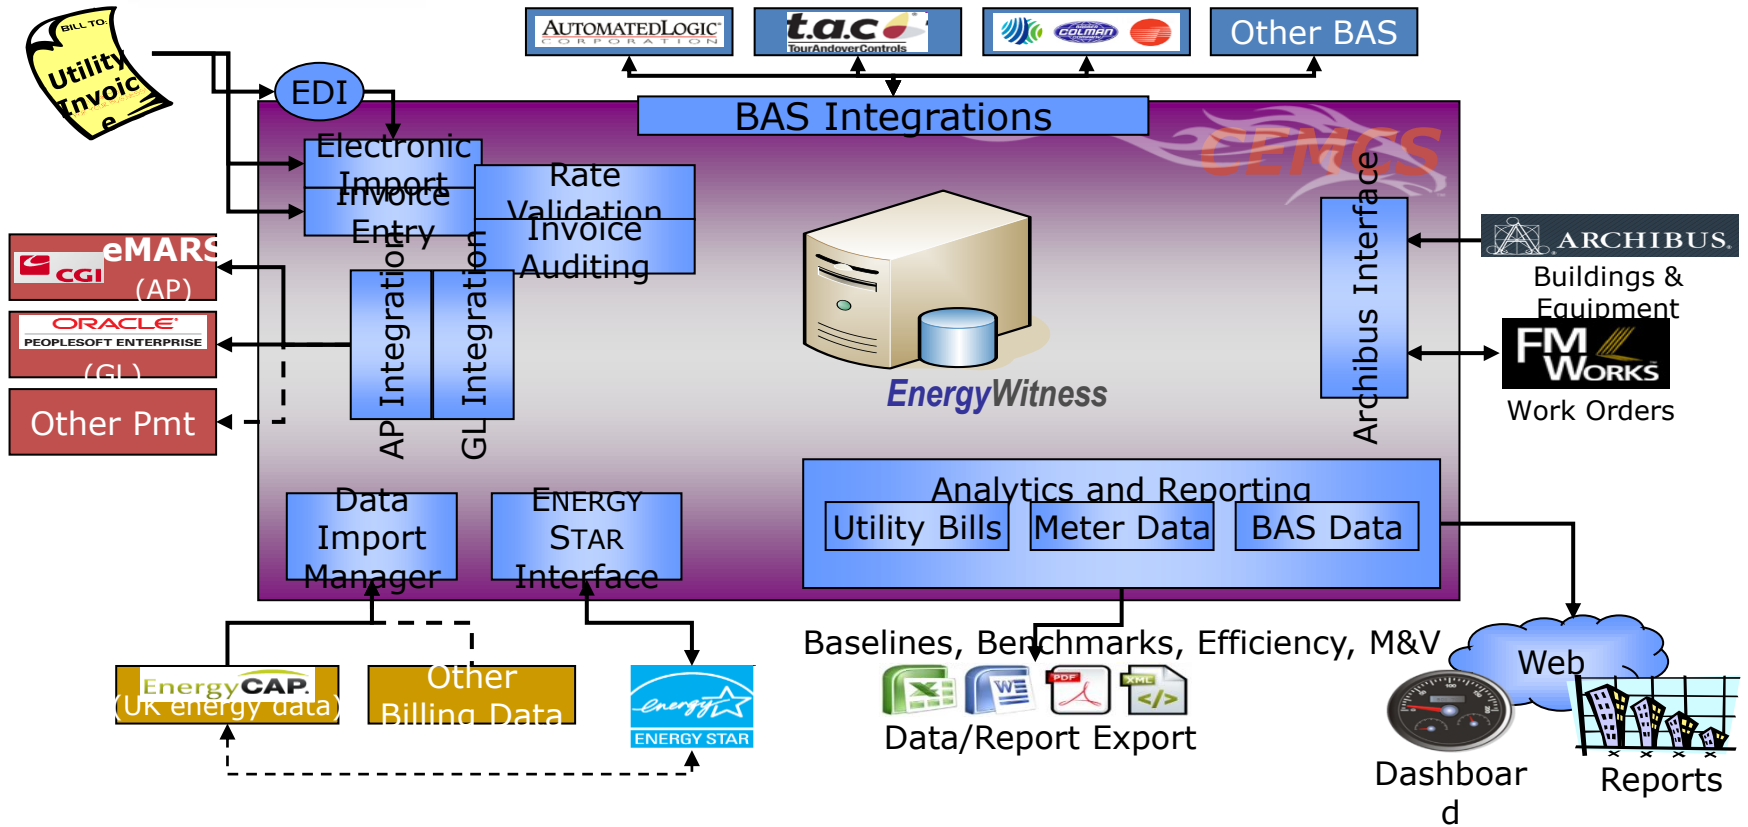 BILL TO:
Utility
Invoic
e
AUTOMATEDLOGIC
CORPORATION
t.a.c
TourAndoverControls
COLMAN
Other BAS
EDI
BAS Integrations
CEMCS
Electronic
Import
Invoice
Entry
Rate
Validation
Invoice
Auditing
eMARS
CGI
(AP)
ORACLE
PEOPLESOFT ENTERPRISE
(GL)
Other Pmt
AP Integration
GL Integration
EnergyWitness
Archibus Interface
ARCHIBUS.
Buildings &
Equipment
FM
WORKS
Work Orders
Data
Import
Manager
ENERGY
STAR
Interface
Analytics and Reporting
Utility Bills
Meter Data
BAS Data
EnergyCAP.
(UK energy data)
Other
Billing Data
energy
ENERGY STAR
Baselines, Benchmarks, Efficiency, M&V
PDF
XML
</>
Data/Report Export
Web
Dashboar
d
Reports